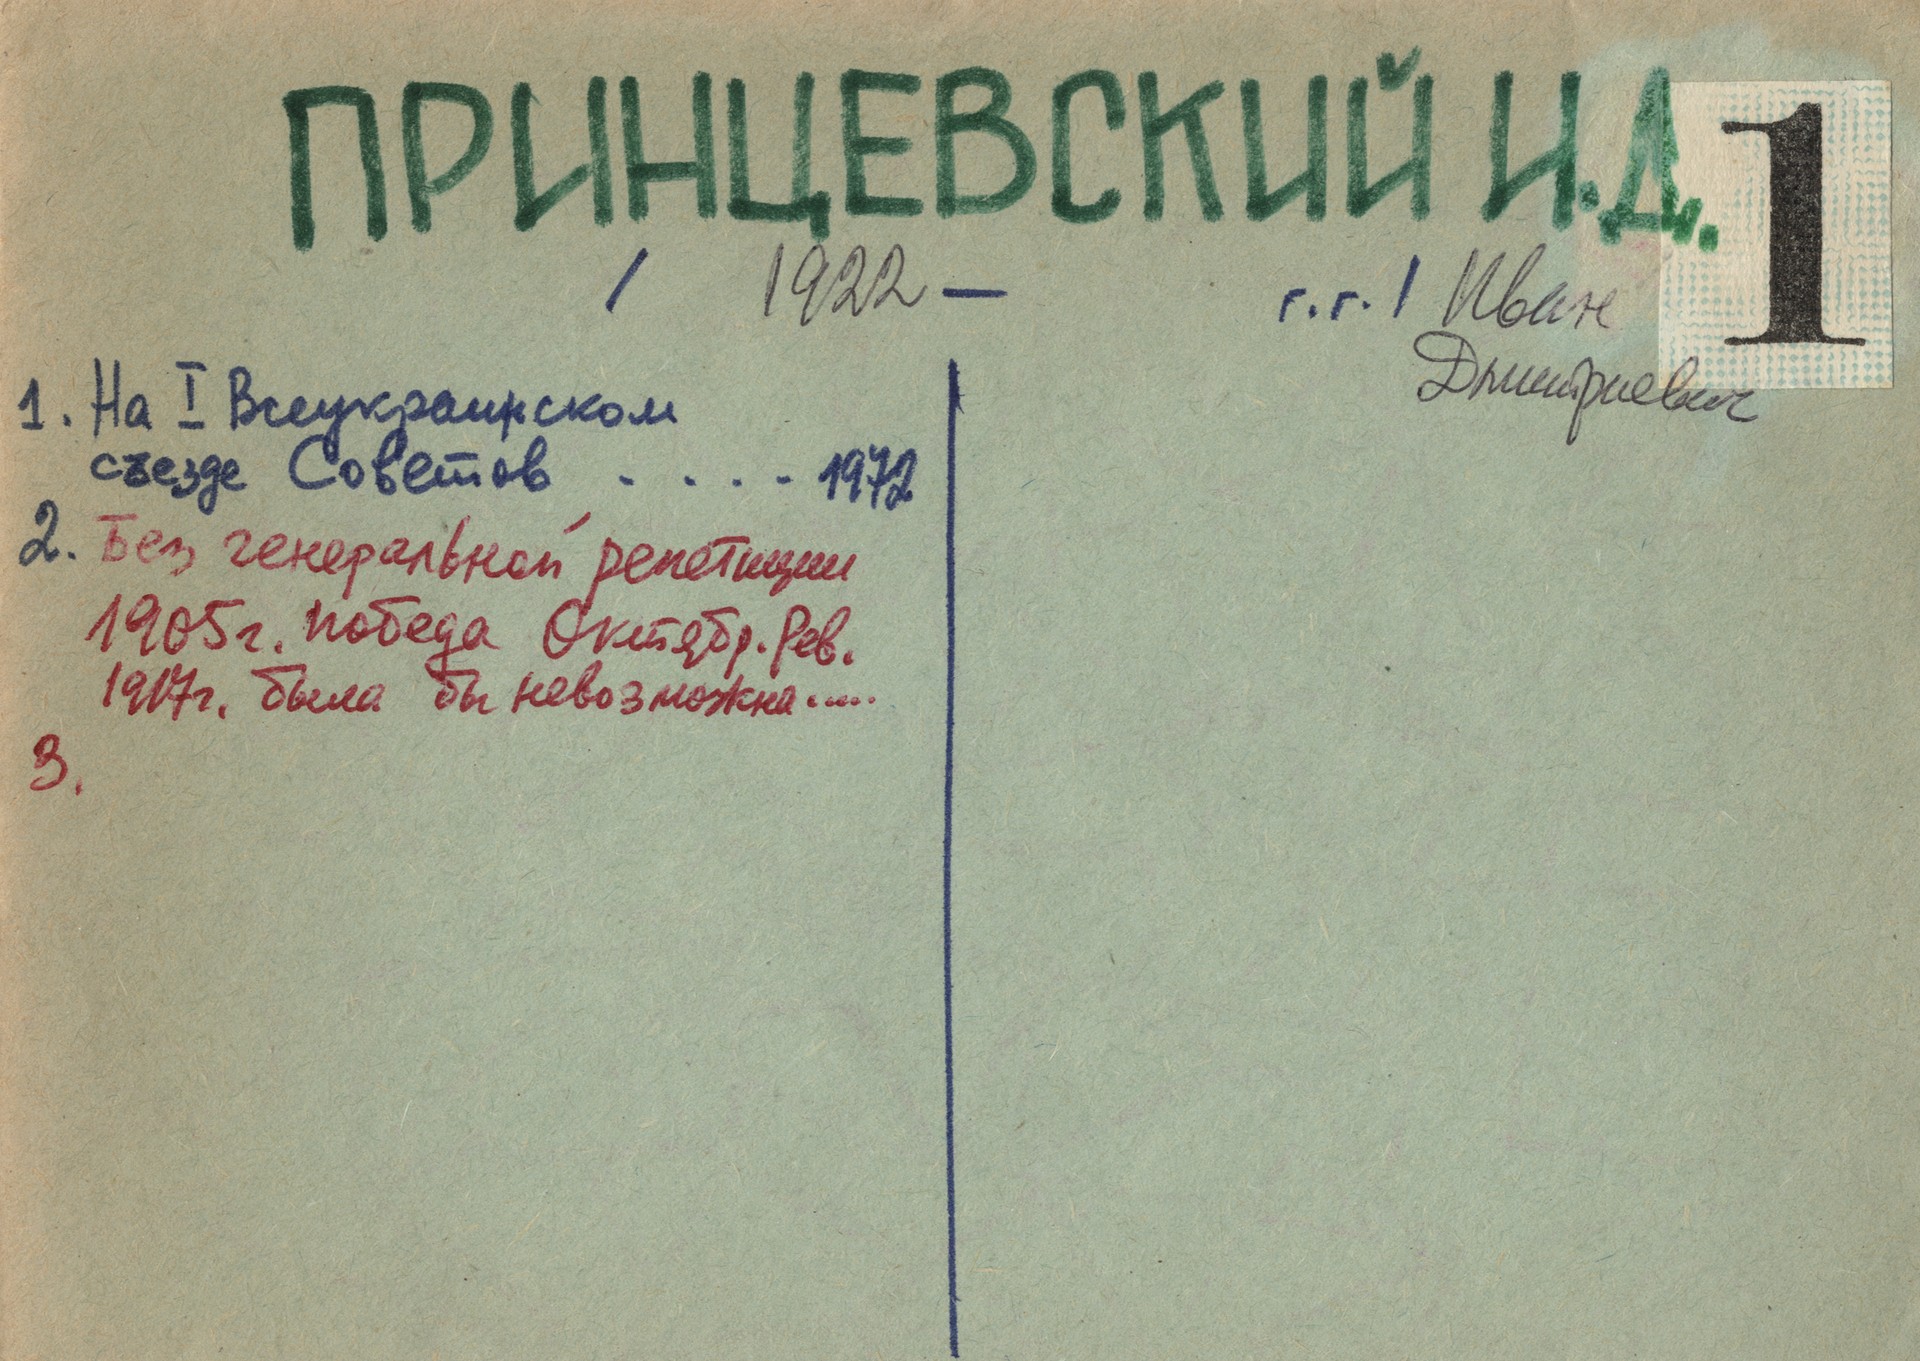 ПРИНЦЕВСКИЙ И.Д. 1
/ 1922 — г.г./ Иван
Дмитриевич
1. На I Всеукраинском
съезде Советов . . . . . 1972
2. Без генеральной репетиции
1905г. победа Октябр. Рев.
1917г. была бы невозможна.....
3.